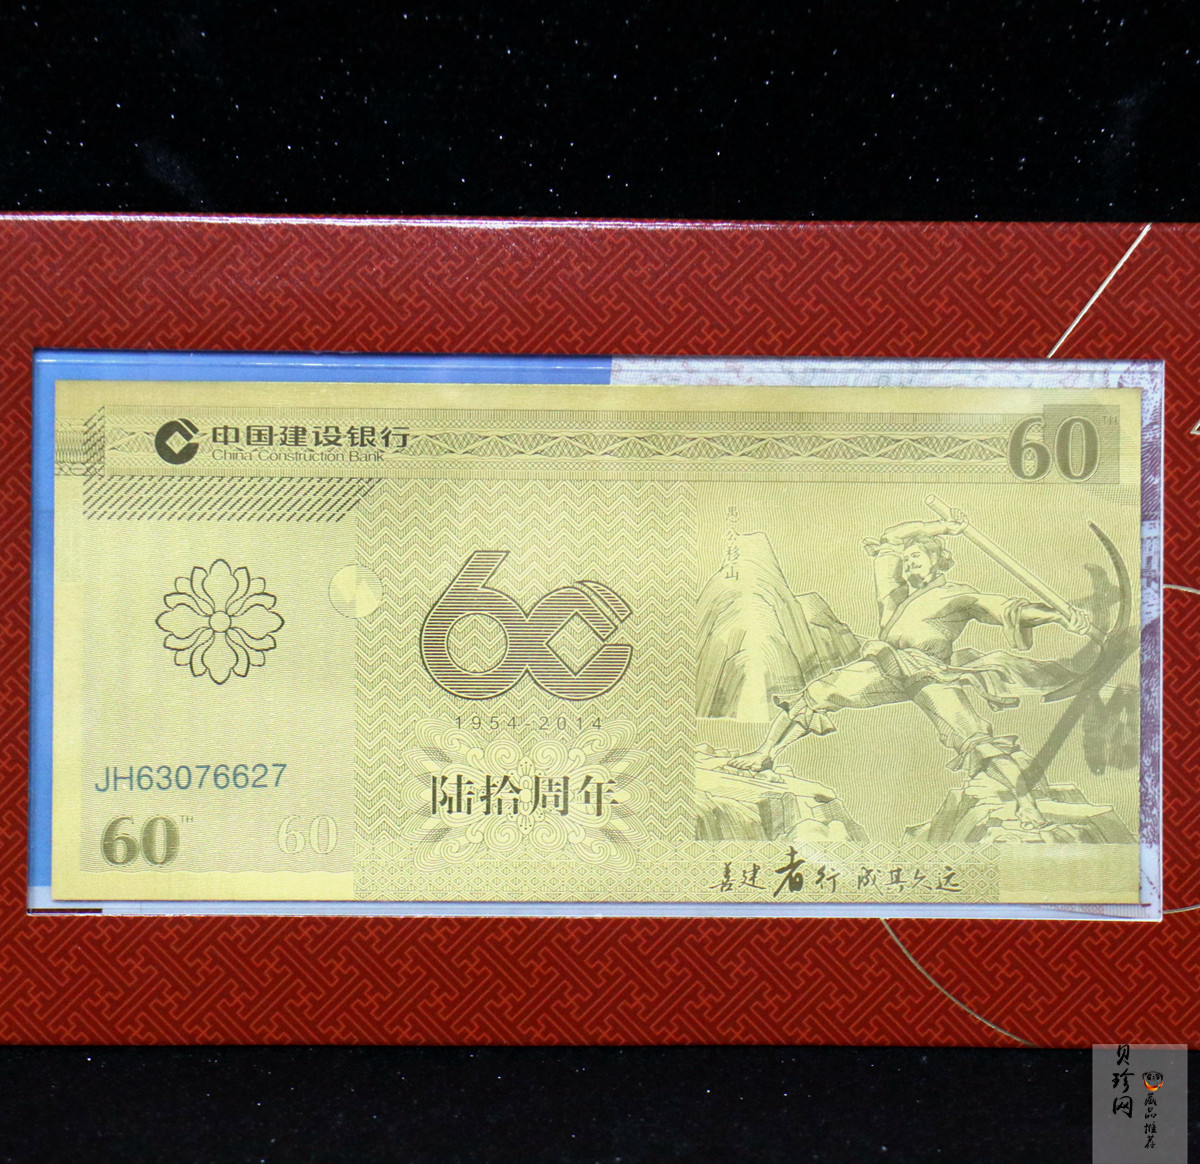 中国建设银行
China Construction Bank
60TH
愚公移山
60
1954-2014
陆拾周年
JH63076627
60TH
60
善建者行 成其久远
贝珍网
藏品推荐